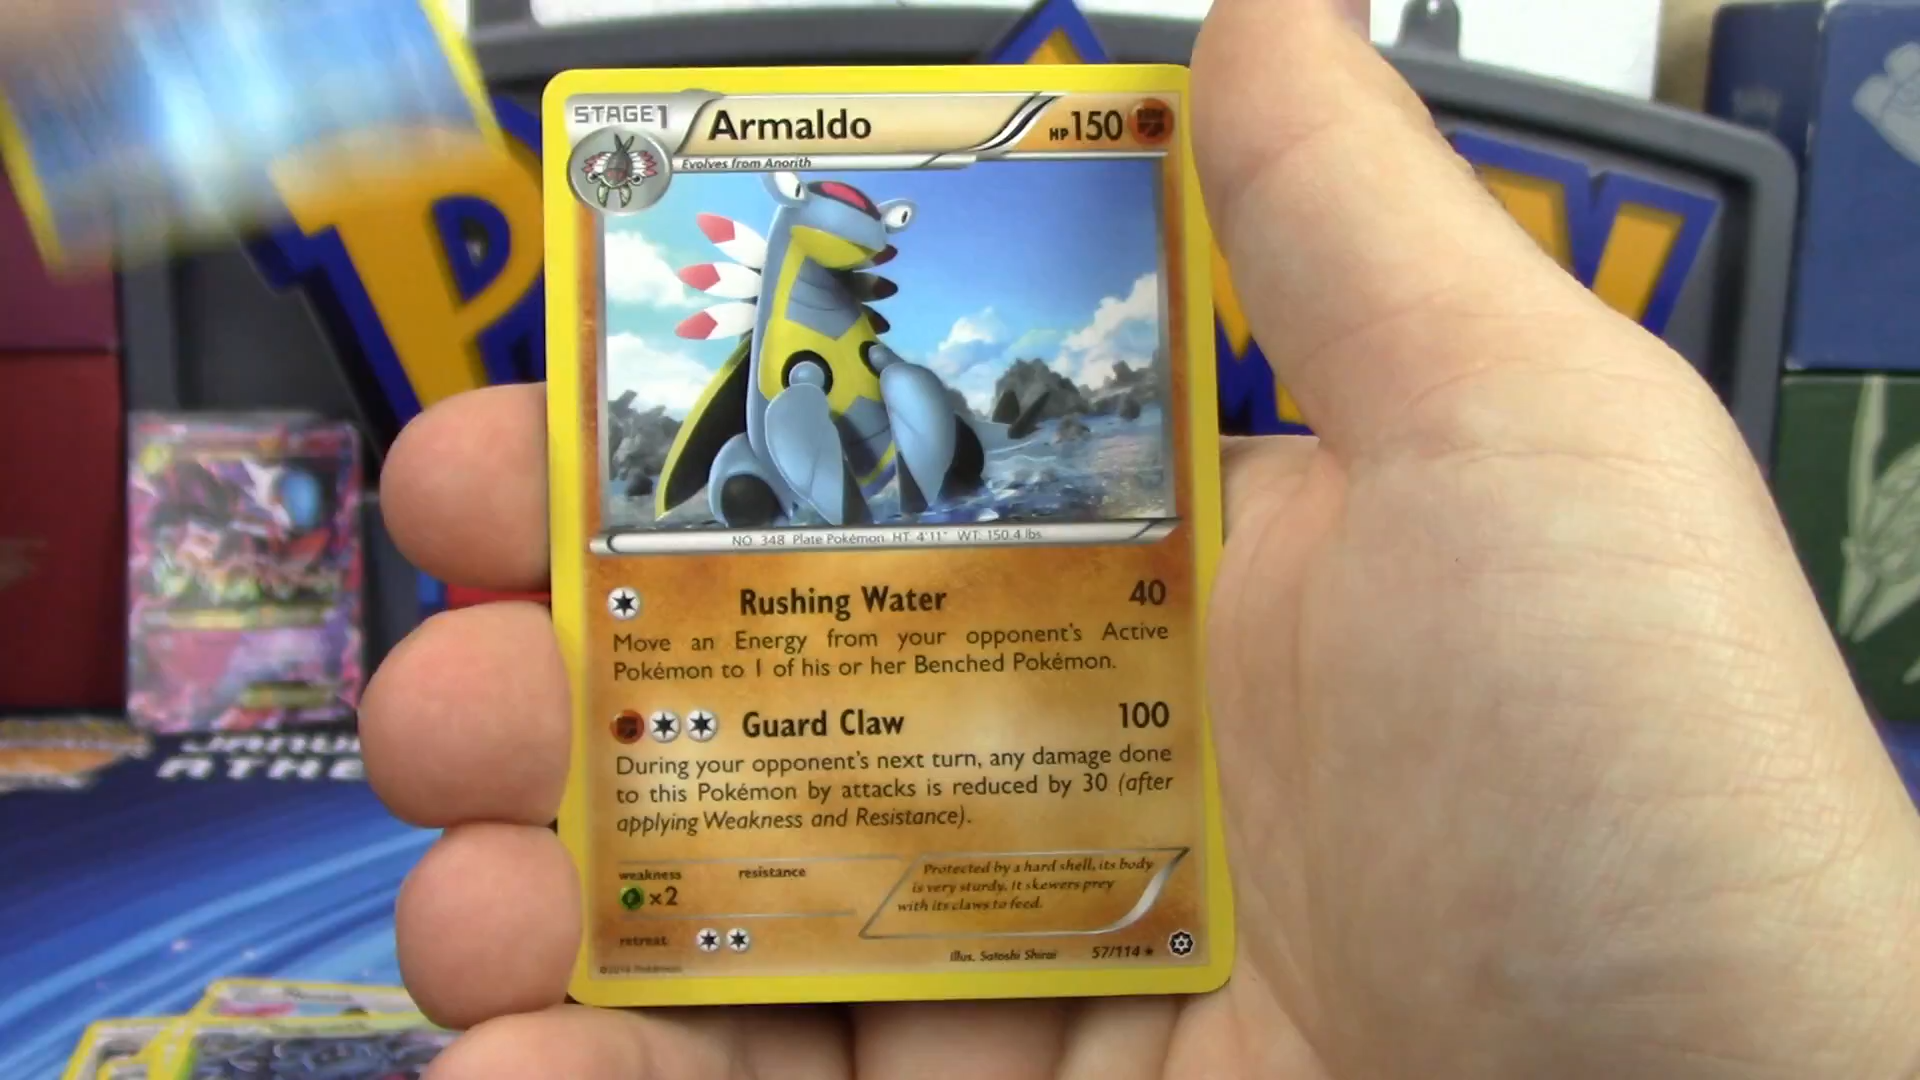 STAGE1
Armaldo
HP150
Evolves from Anorith
NO. 348 Plate Pokémon HT: 4'11" WT: 150.4 lbs
Rushing Water 40
Move an Energy from your opponent's Active
Pokémon to 1 of his or her Benched Pokémon.
Guard Claw 100
During your opponent's next turn, any damage done
to this Pokémon by attacks is reduced by 30 (after
applying Weakness and Resistance).
weakness resistance
×2
Protected by a hard shell, its body
is very sturdy. It skewers prey
with its claws to feed.
retreat
Illus. Satoshi Shirai 57/114 ★